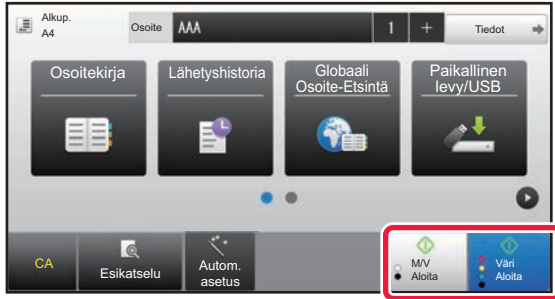 Alkup.
A4
Osoite
AAA
1
+
Tiedot
Osoitekirja
Lähetyshistoria
Globaali
Osoite-Etsintä
Paikallinen
levy/USB
CA
Esikatselu
Autom.
asetus
M/V
Aloita
Väri
Aloita